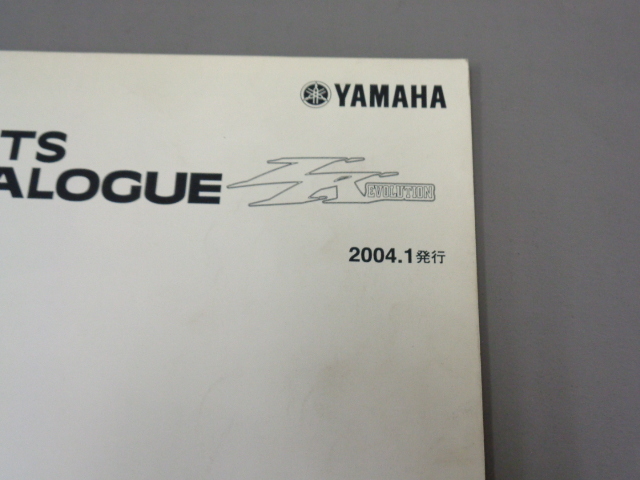 YAMAHA
TS
ALOGUE EVOLUTION
2004.1発行